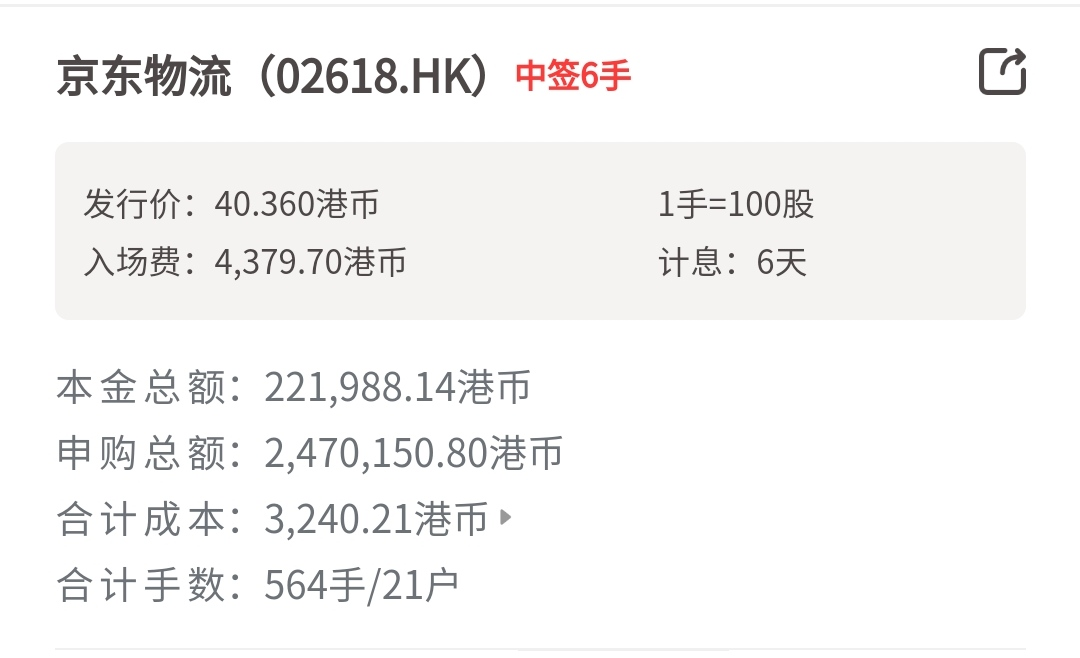 京东物流（02618.HK）中签6手
发行价：40.360港币 1手=100股
入场费：4,379.70港币 计息：6天
本金总额：221,988.14港币
申购总额：2,470,150.80港币
合计成本：3,240.21港币
合计手数：564手/21户